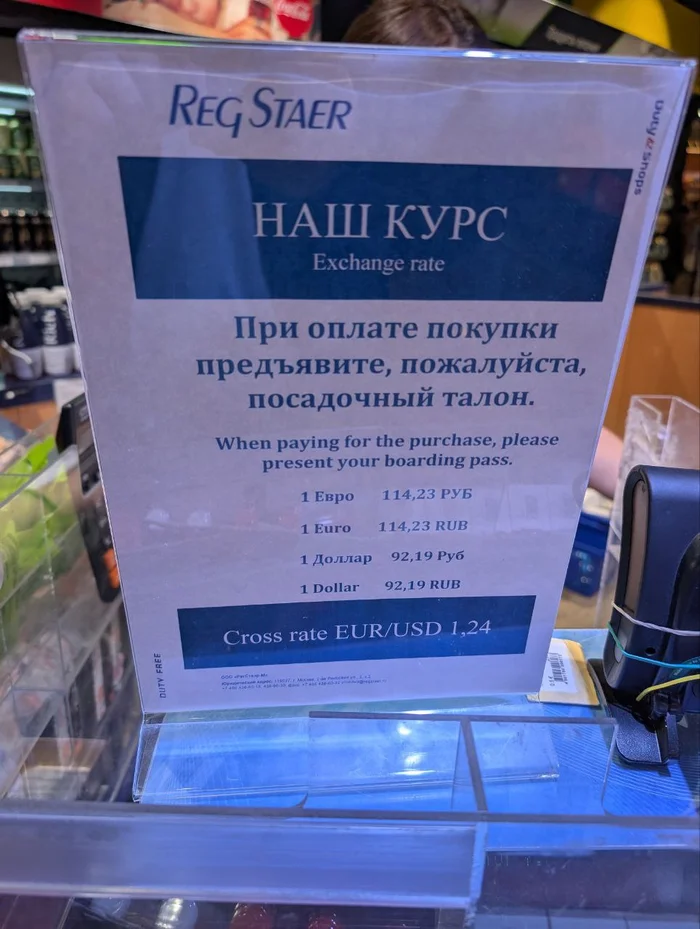 Coca-Cola
REG STAER
Duty & Shops
НАШ КУРС
Exchange rate
При оплате покупки
предъявите, пожалуйста,
посадочный талон.
When paying for the purchase, please
present your boarding pass.
1 Евро 114,23 РУБ
1 Euro 114,23 RUB
1 Доллар 92,19 Руб
1 Dollar 92,19 RUB
Cross rate EUR/USD 1,24
DUTY FREE